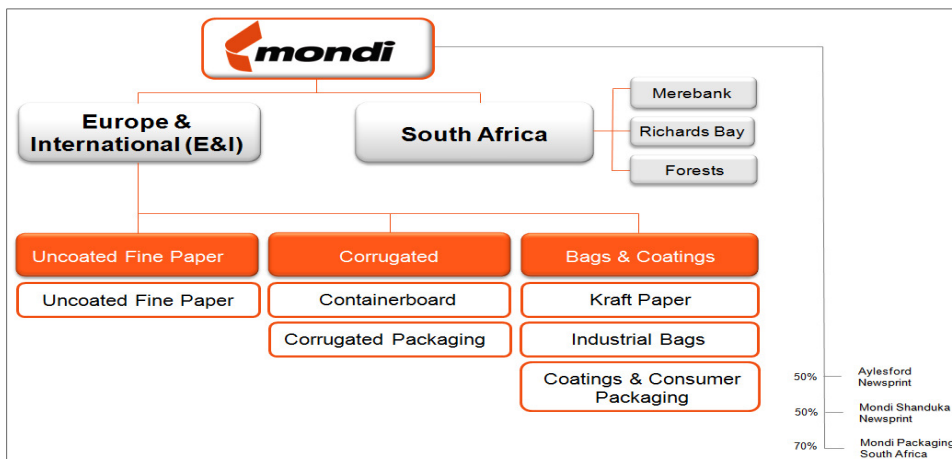 mondi
Europe &
International (E&I)
South Africa
Merebank
Richards Bay
Forests
Uncoated Fine Paper
Corrugated
Bags & Coatings
Uncoated Fine Paper
Containerboard
Kraft Paper
Corrugated Packaging
Industrial Bags
Coatings & Consumer
Packaging
50%
Aylesford
Newsprint
50%
Mondi Shanduka
Newsprint
70%
Mondi Packaging
South Africa